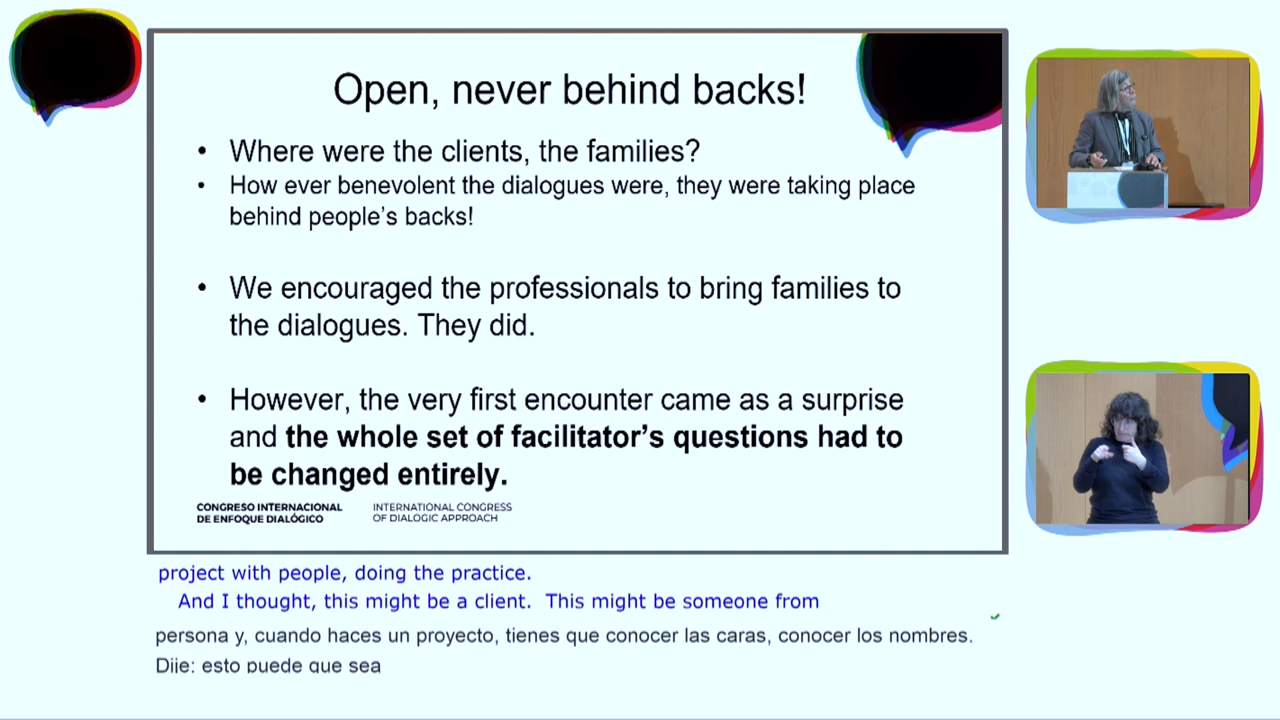 Open, never behind backs!
• Where were the clients, the families?
• How ever benevolent the dialogues were, they were taking place
behind people's backs!
• We encouraged the professionals to bring families to
the dialogues. They did.
• However, the very first encounter came as a surprise
and the whole set of facilitator's questions had to
be changed entirely.
CONGRESO INTERNACIONAL
DE ENFOQUE DIALÓGICO
INTERNATIONAL CONGRESS
OF DIALOGIC APPROACH
project with people, doing the practice.
And I thought, this might be a client. This might be someone from
persona y, cuando haces un proyecto, tienes que conocer las caras, conocer los nombres.
Dije: esto puede que sea